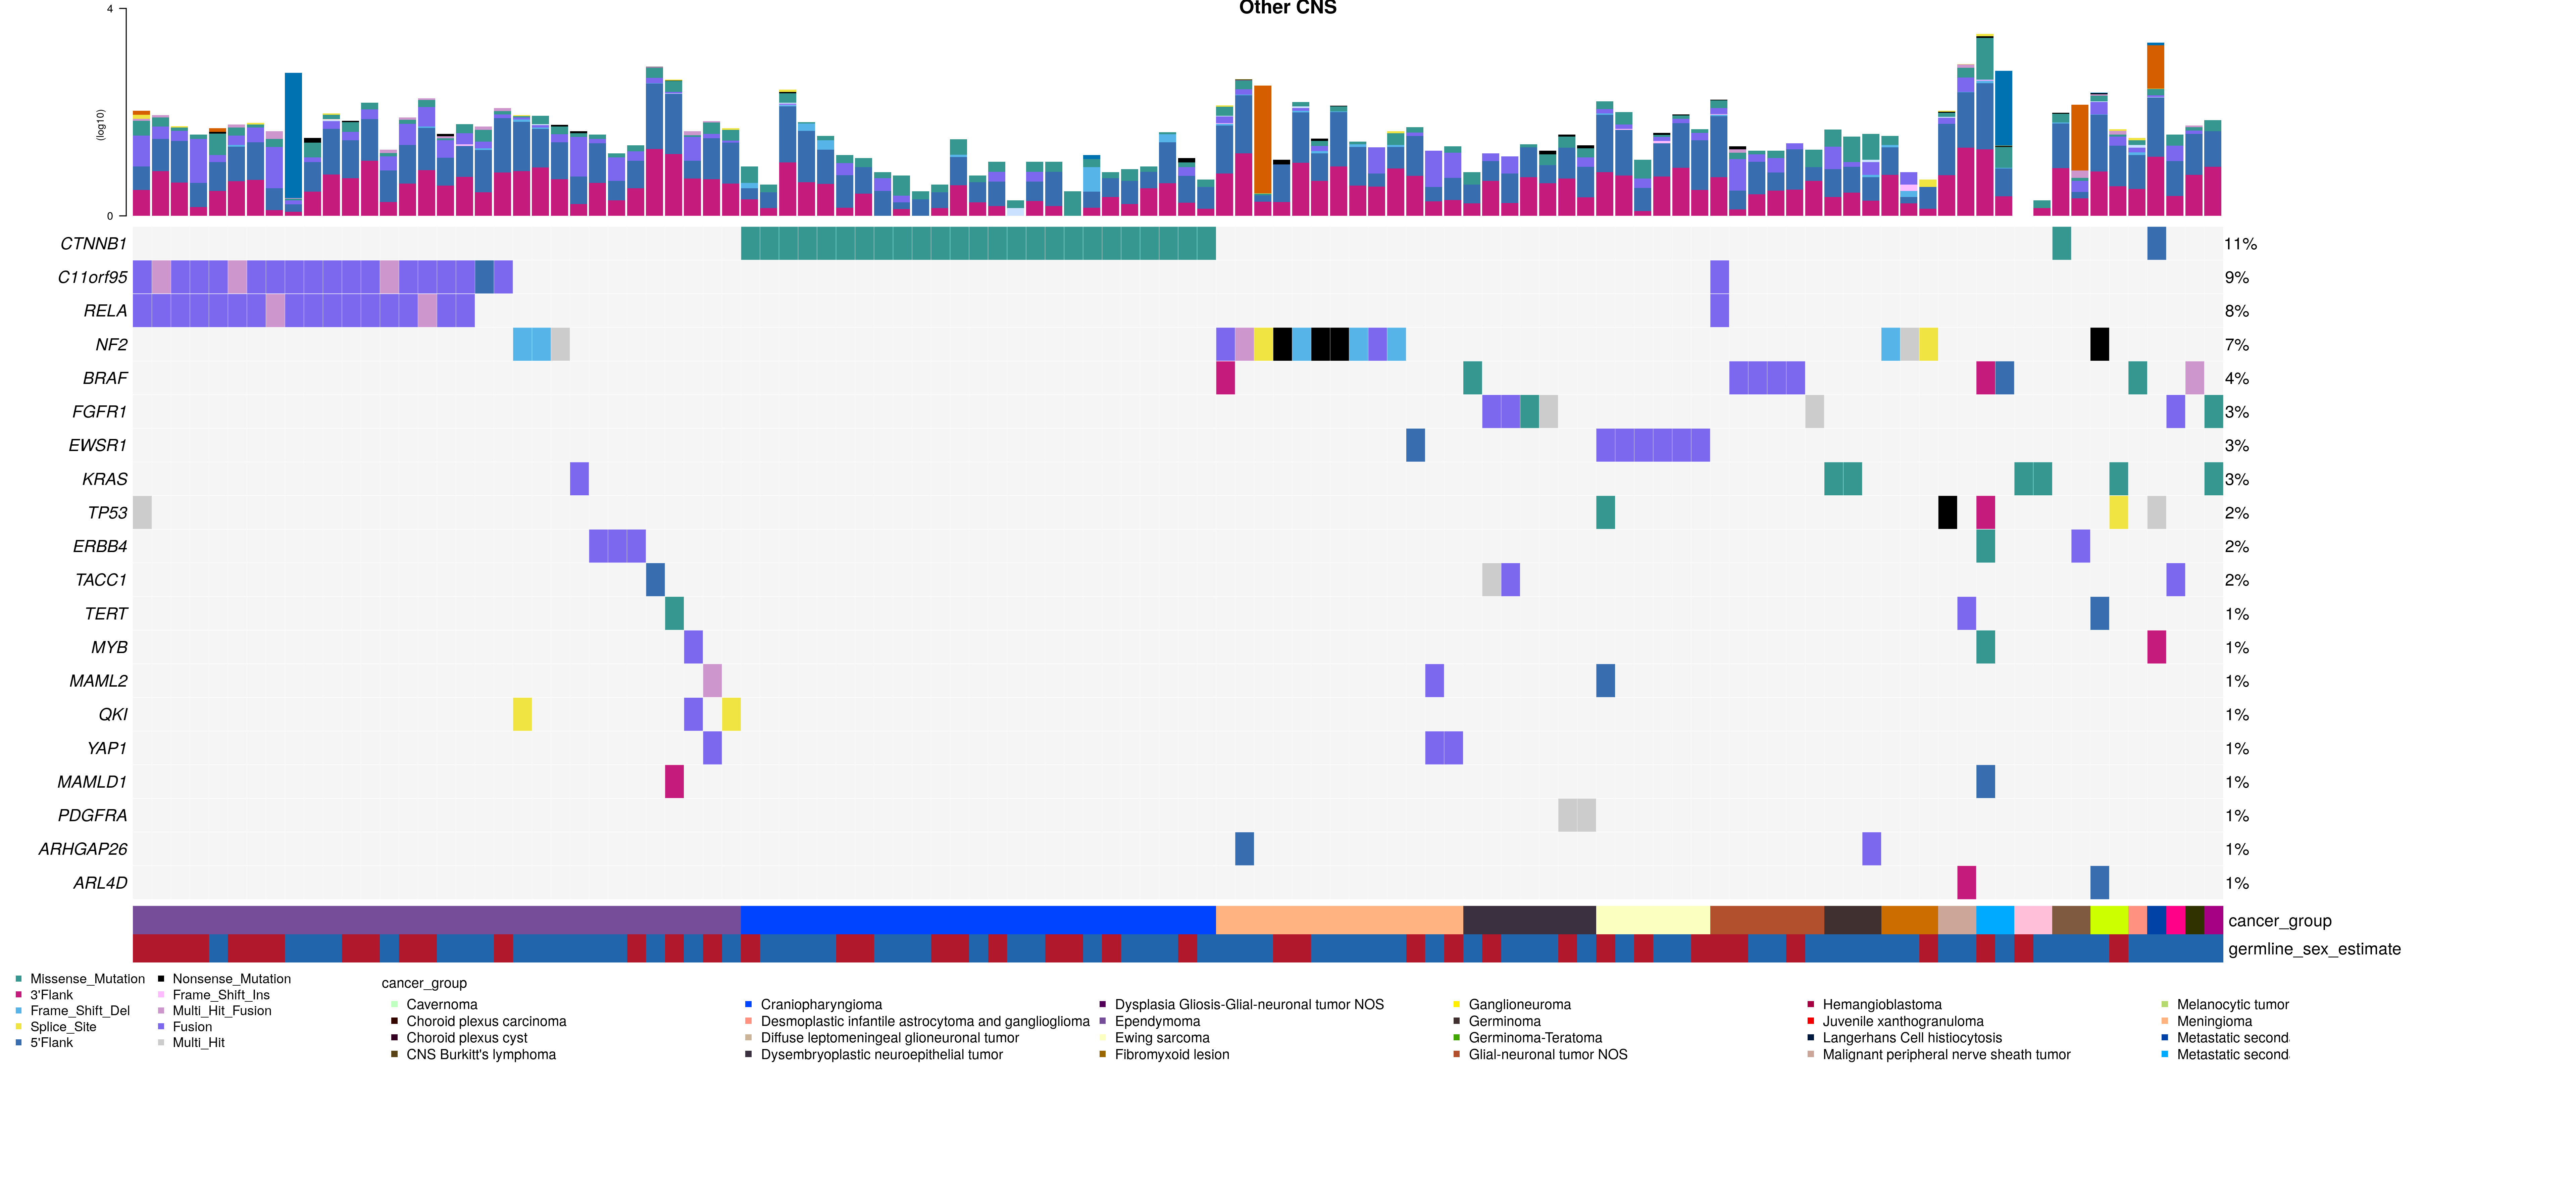 Other CNS
4
(log10)
0
CTNNB1 11%
C11orf95 9%
RELA 8%
NF2 7%
BRAF 4%
FGFR1 3%
EWSR1 3%
KRAS 3%
TP53 2%
ERBB4 2%
TACC1 2%
TERT 1%
MYB 1%
MAML2 1%
QKI 1%
YAP1 1%
MAMLD1 1%
PDGFRA 1%
ARHGAP26 1%
ARL4D 1%
cancer_group
germline_sex_estimate
Missense_Mutation
3'Flank
Frame_Shift_Del
Splice_Site
5'Flank
Nonsense_Mutation
Frame_Shift_Ins
Multi_Hit_Fusion
Fusion
Multi_Hit
cancer_group
Cavernoma
Choroid plexus carcinoma
Choroid plexus cyst
CNS Burkitt's lymphoma
Craniopharyngioma
Desmoplastic infantile astrocytoma and ganglioglioma
Diffuse leptomeningeal glioneuronal tumor
Dysembryoplastic neuroepithelial tumor
Dysplasia Gliosis-Glial-neuronal tumor NOS
Ependymoma
Ewing sarcoma
Fibromyxoid lesion
Ganglioneuroma
Germinoma
Germinoma-Teratoma
Glial-neuronal tumor NOS
Hemangioblastoma
Juvenile xanthogranuloma
Langerhans Cell histiocytosis
Malignant peripheral nerve sheath tumor
Melanocytic tumor
Meningioma
Metastatic second
Metastatic second